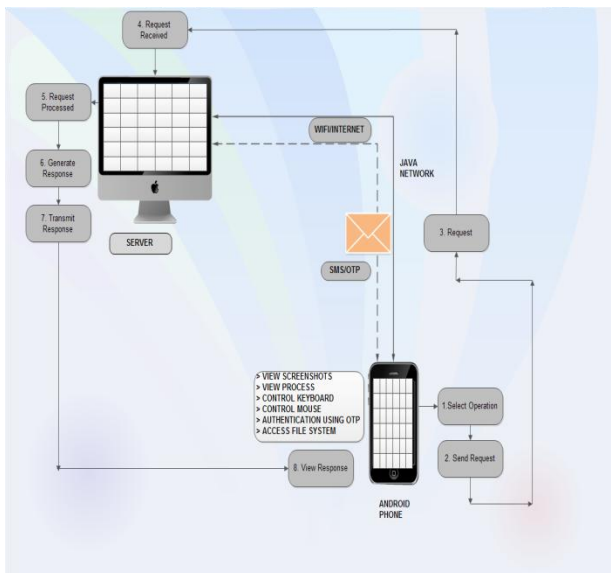 4. Request
Received
5. Request
Processed
WIFI/INTERNET
6. Generate
Response
JAVA
NETWORK
7. Transmit
Response
3. Request
SERVER
SMS/OTP
> VIEW SCREENSHOTS
> VIEW PROCESS
> CONTROL KEYBOARD
> CONTROL MOUSE
> AUTHENTICATION USING OTP
> ACCESS FILE SYSTEM
1.Select Operation
2. Send Request
8. View Response
ANDROID
PHONE